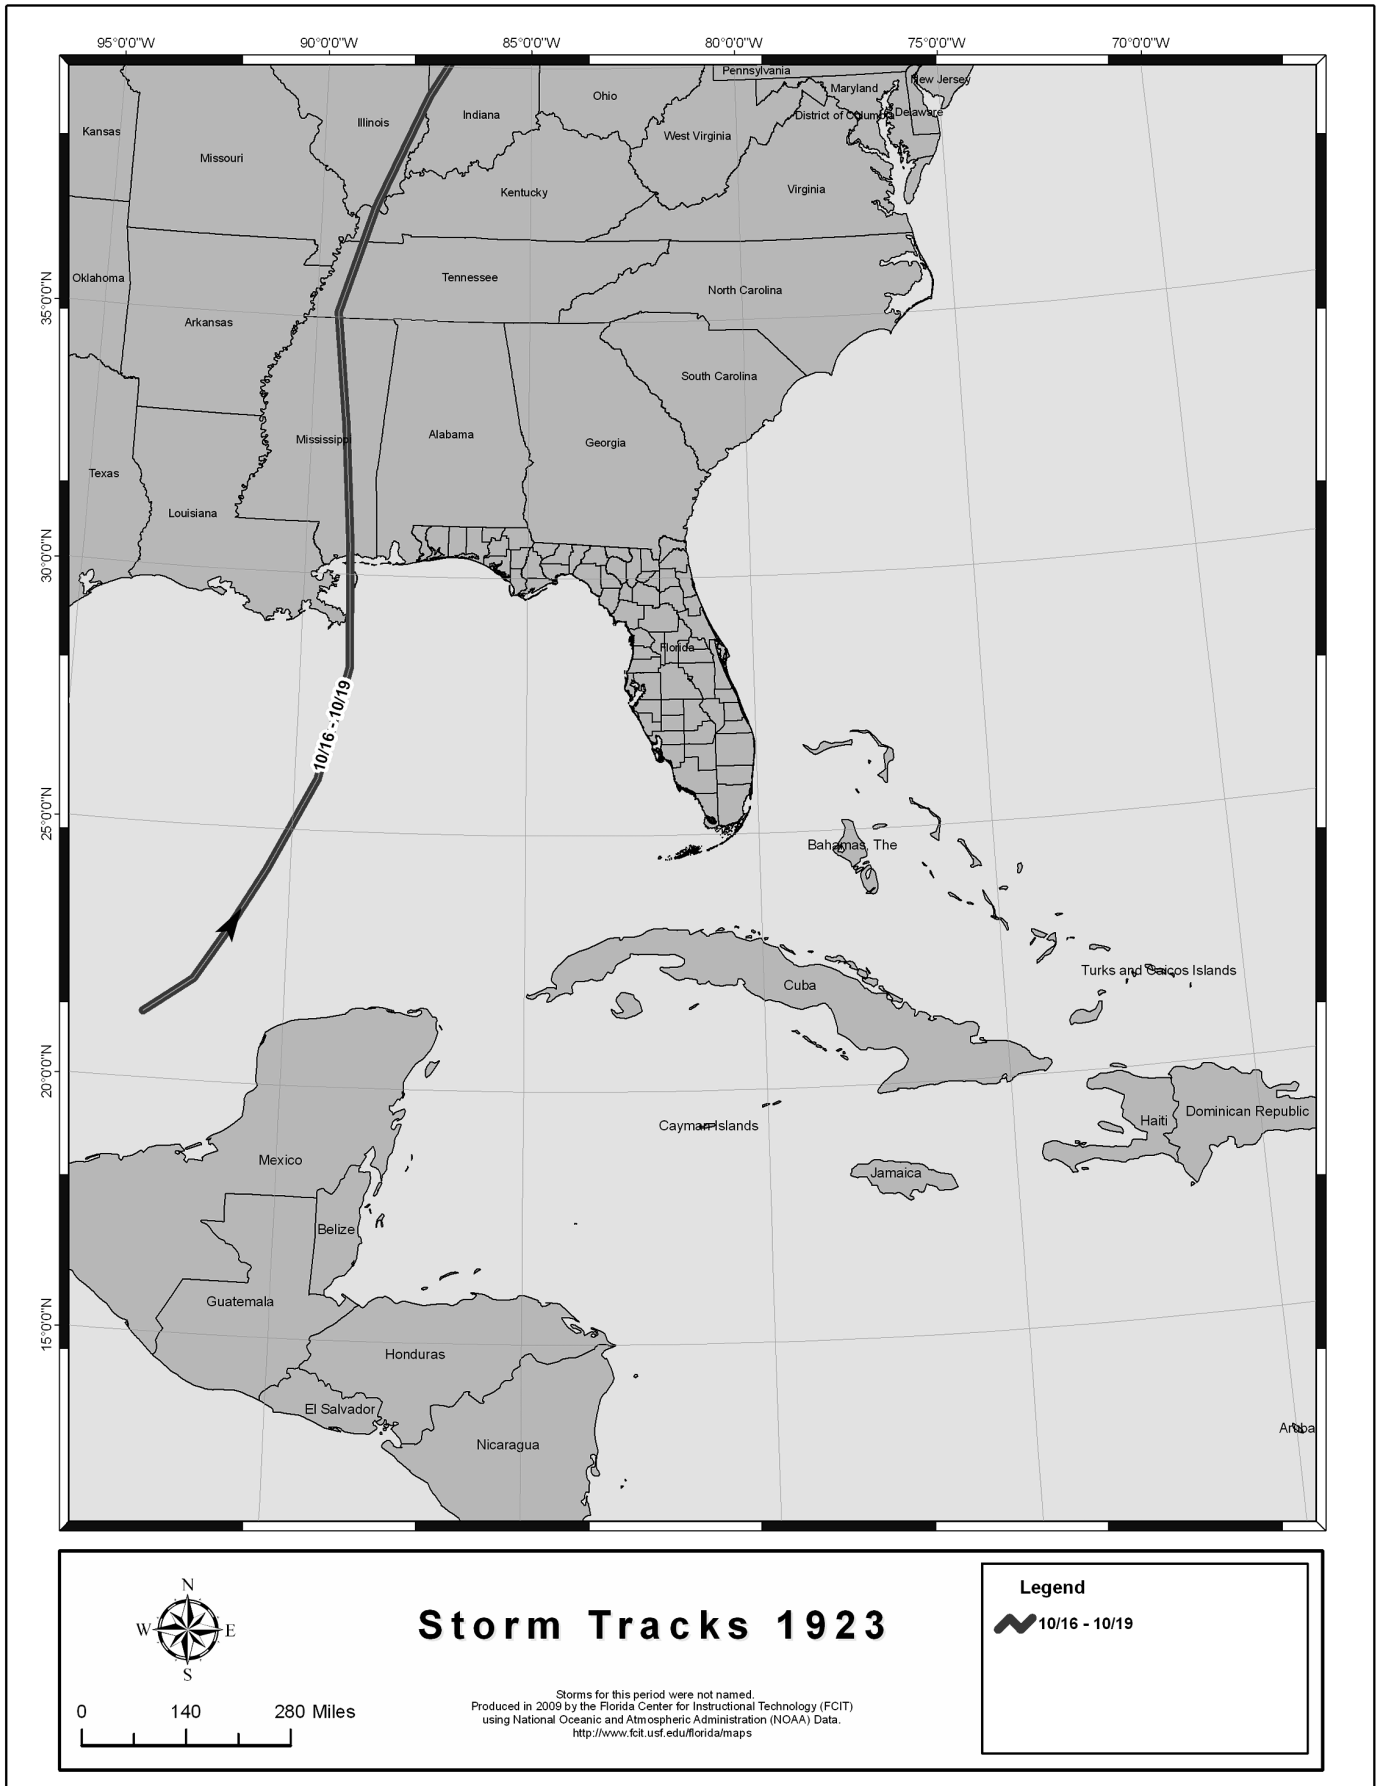 95°0'0"W 90°0'0"W 85°0'0"W 80°0'0"W 75°0'0"W 70°0'0"W
Pennsylvania
New Jersey
Maryland
Ohio
Delaware
District of Columbia
Indiana
Illinois
Kansas
West Virginia
Missouri
Virginia
Kentucky
Oklahoma
Tennessee
North Carolina
35°0'0"N
Arkansas
South Carolina
Mississippi
Alabama
Georgia
Texas
Louisiana
30°0'0"N
Florida
10/16 - 10/19
25°0'0"N
Bahamas, The
Turks and Caicos Islands
Cuba
20°0'0"N
Dominican Republic
Haiti
Cayman Islands
Mexico
Jamaica
Belize
Guatemala
15°0'0"N
Honduras
El Salvador
Aruba
Nicaragua
N
W E
S
0 140 280 Miles
Storm Tracks 1923
Storms for this period were not named.
Produced in 2009 by the Florida Center for Instructional Technology (FCIT)
using National Oceanic and Atmospheric Administration (NOAA) Data.
http://www.fcit.usf.edu/florida/maps
Legend
10/16 - 10/19